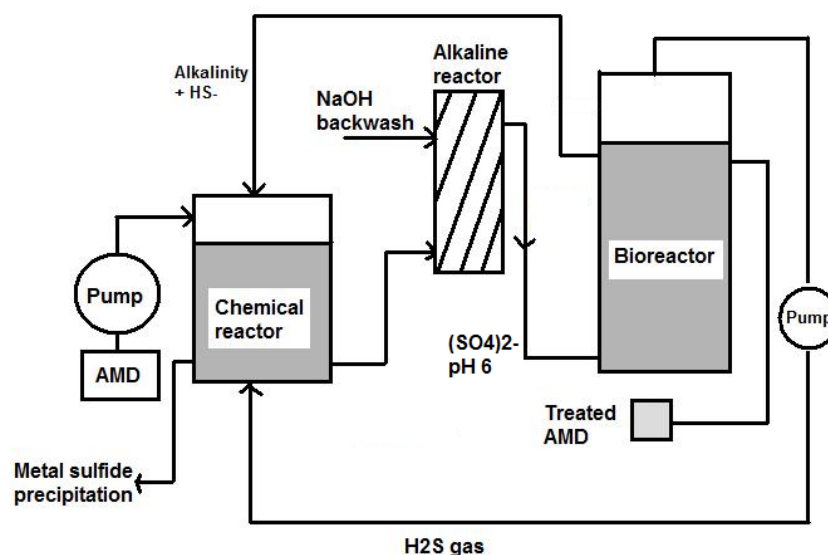 Alkaline
reactor
Alkalinity
+ HS-
NaOH
backwash
Bioreactor
Pump
Chemical
reactor
Pump
(SO4)2-
pH 6
AMD
Treated
AMD
Metal sulfide
precipitation
H2S gas